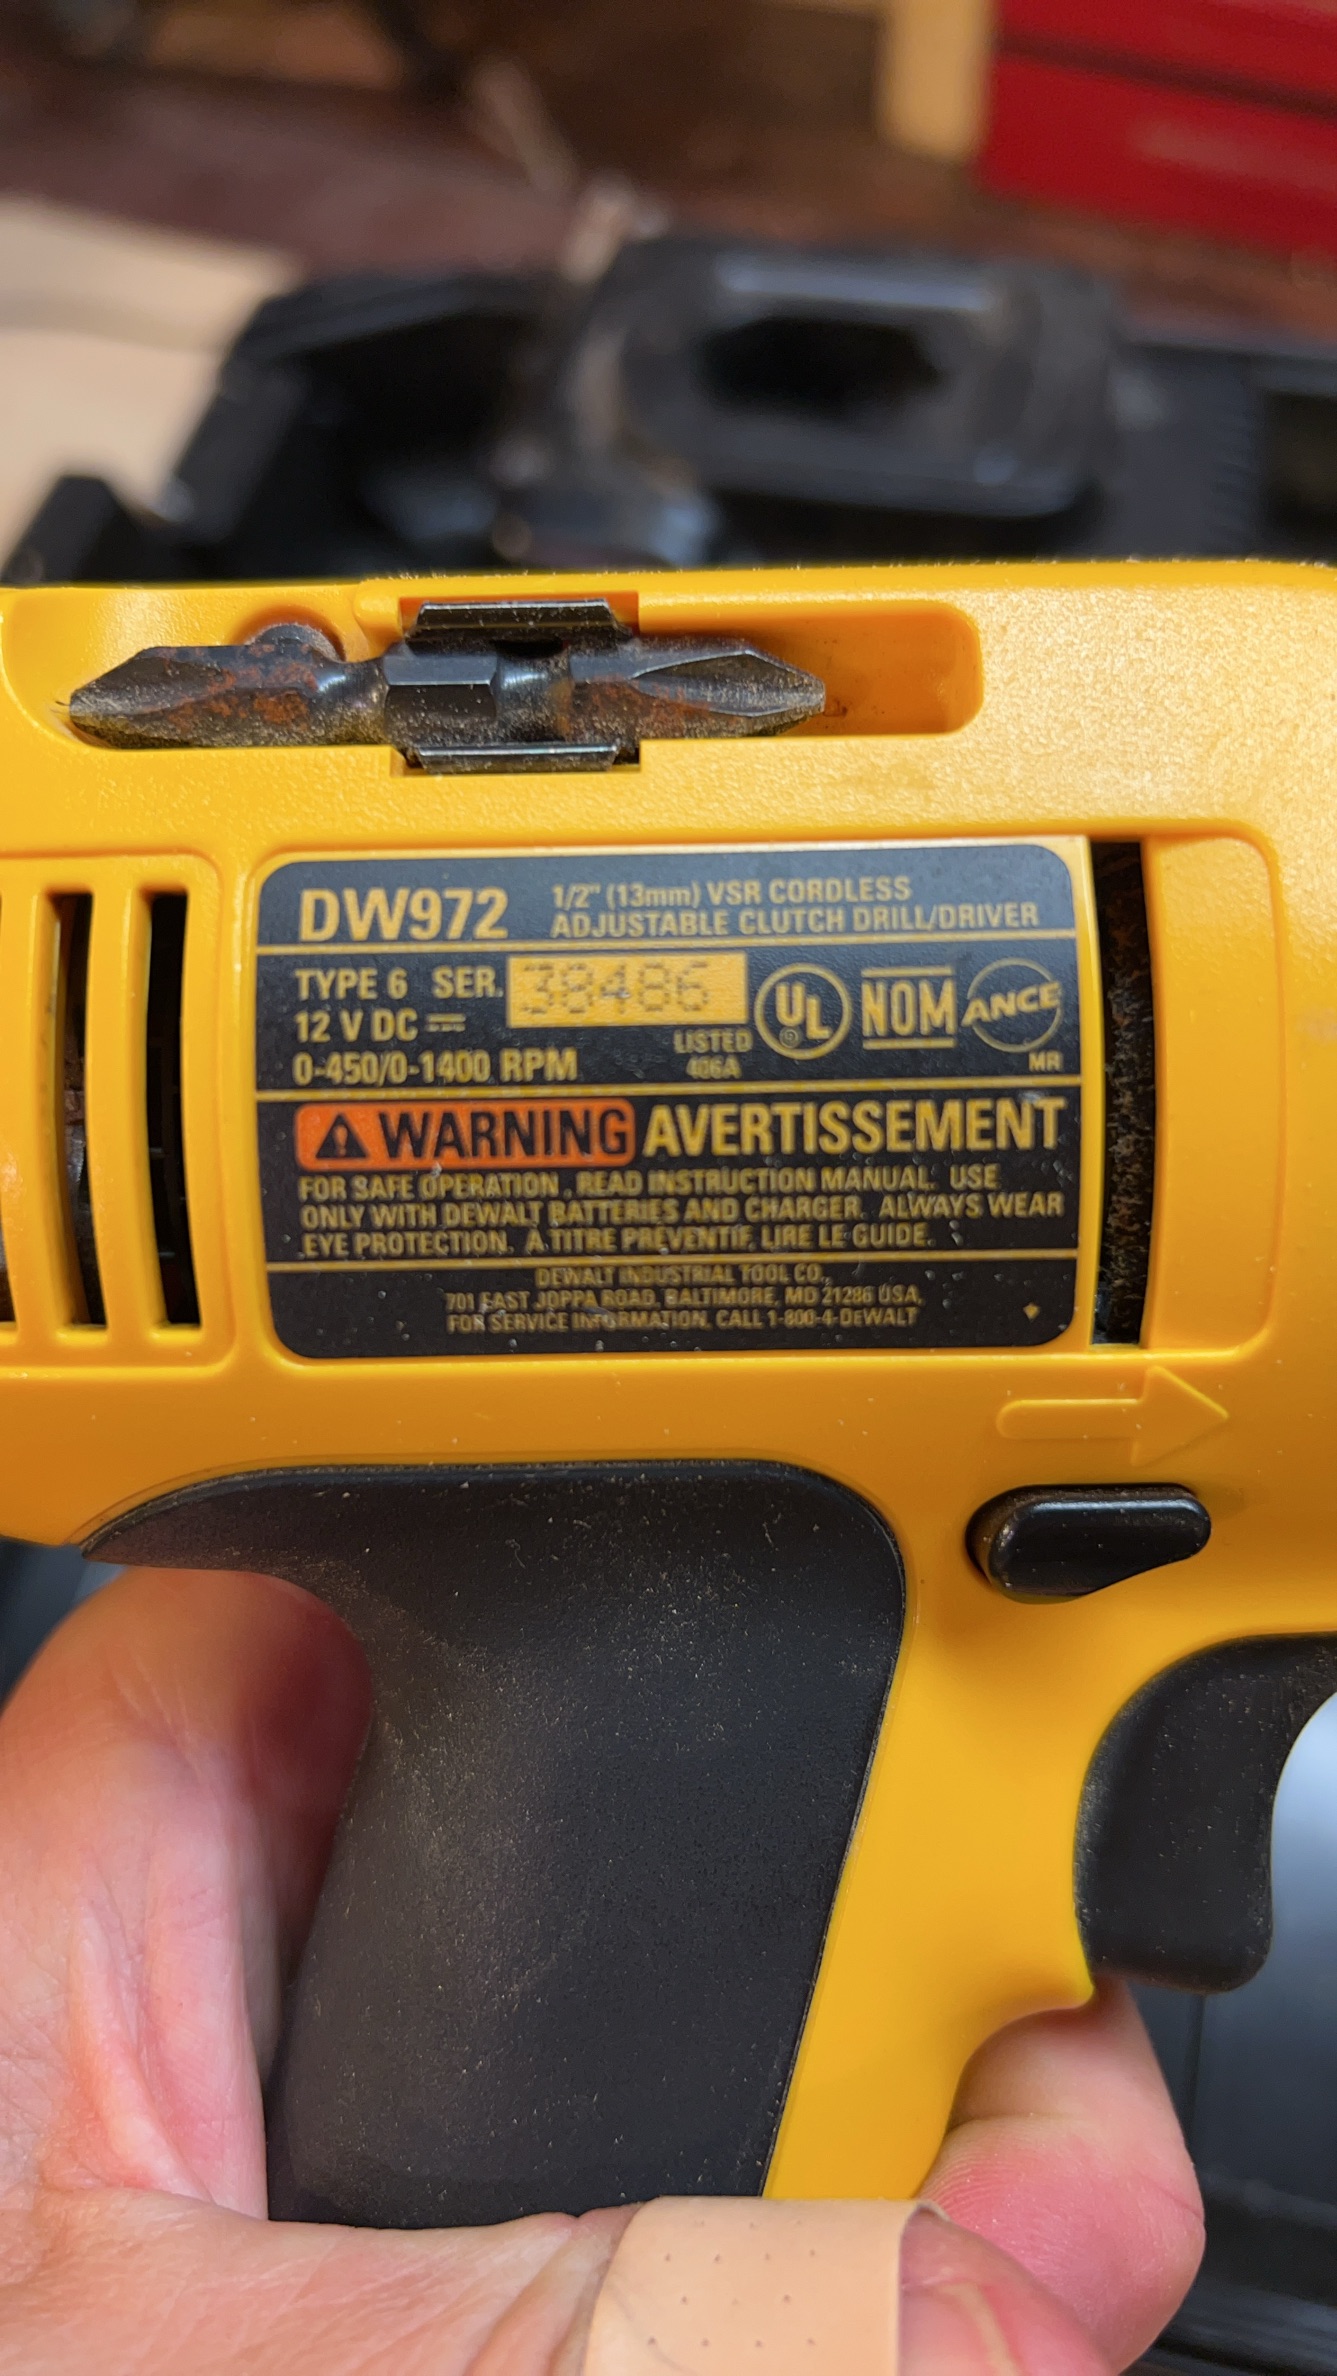 DW972
1/2" (13mm) VSR CORDLESS
ADJUSTABLE CLUTCH DRILL/DRIVER
TYPE 6 SER. 38486
12 V DC ⎓
0-450/0-1400 RPM
UL
LISTED
406A
NOM
ANCE
MR
WARNING AVERTISSEMENT
FOR SAFE OPERATION, READ INSTRUCTION MANUAL. USE
ONLY WITH DEWALT BATTERIES AND CHARGER. ALWAYS WEAR
EYE PROTECTION. A TITRE PRÉVENTIF, LIRE LE GUIDE.
DEWALT INDUSTRIAL TOOL CO.,
701 EAST JOPPA ROAD, BALTIMORE, MD 21286 USA,
FOR SERVICE INFORMATION, CALL 1-800-4-DEWALT